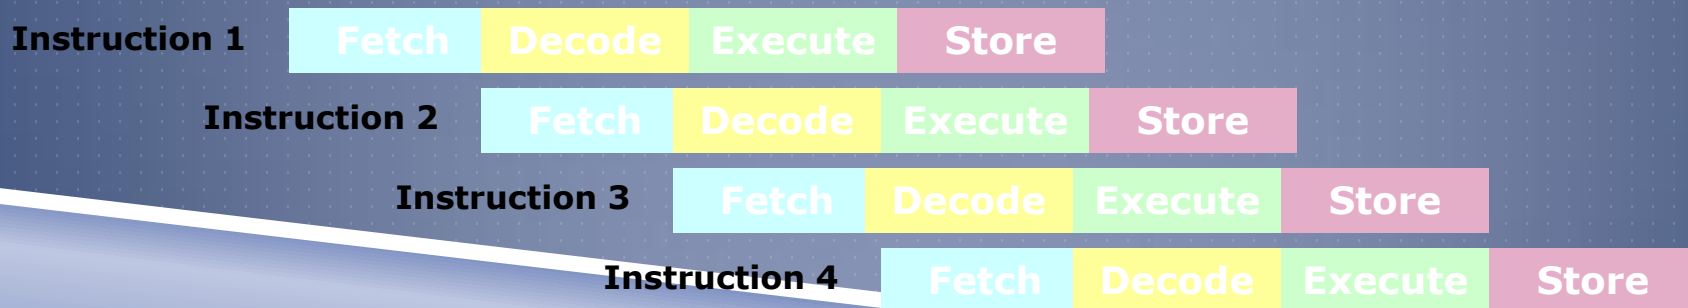 Instruction 1 Fetch Decode Execute Store
Instruction 2 Fetch Decode Execute Store
Instruction 3 Fetch Decode Execute Store
Instruction 4 Fetch Decode Execute Store